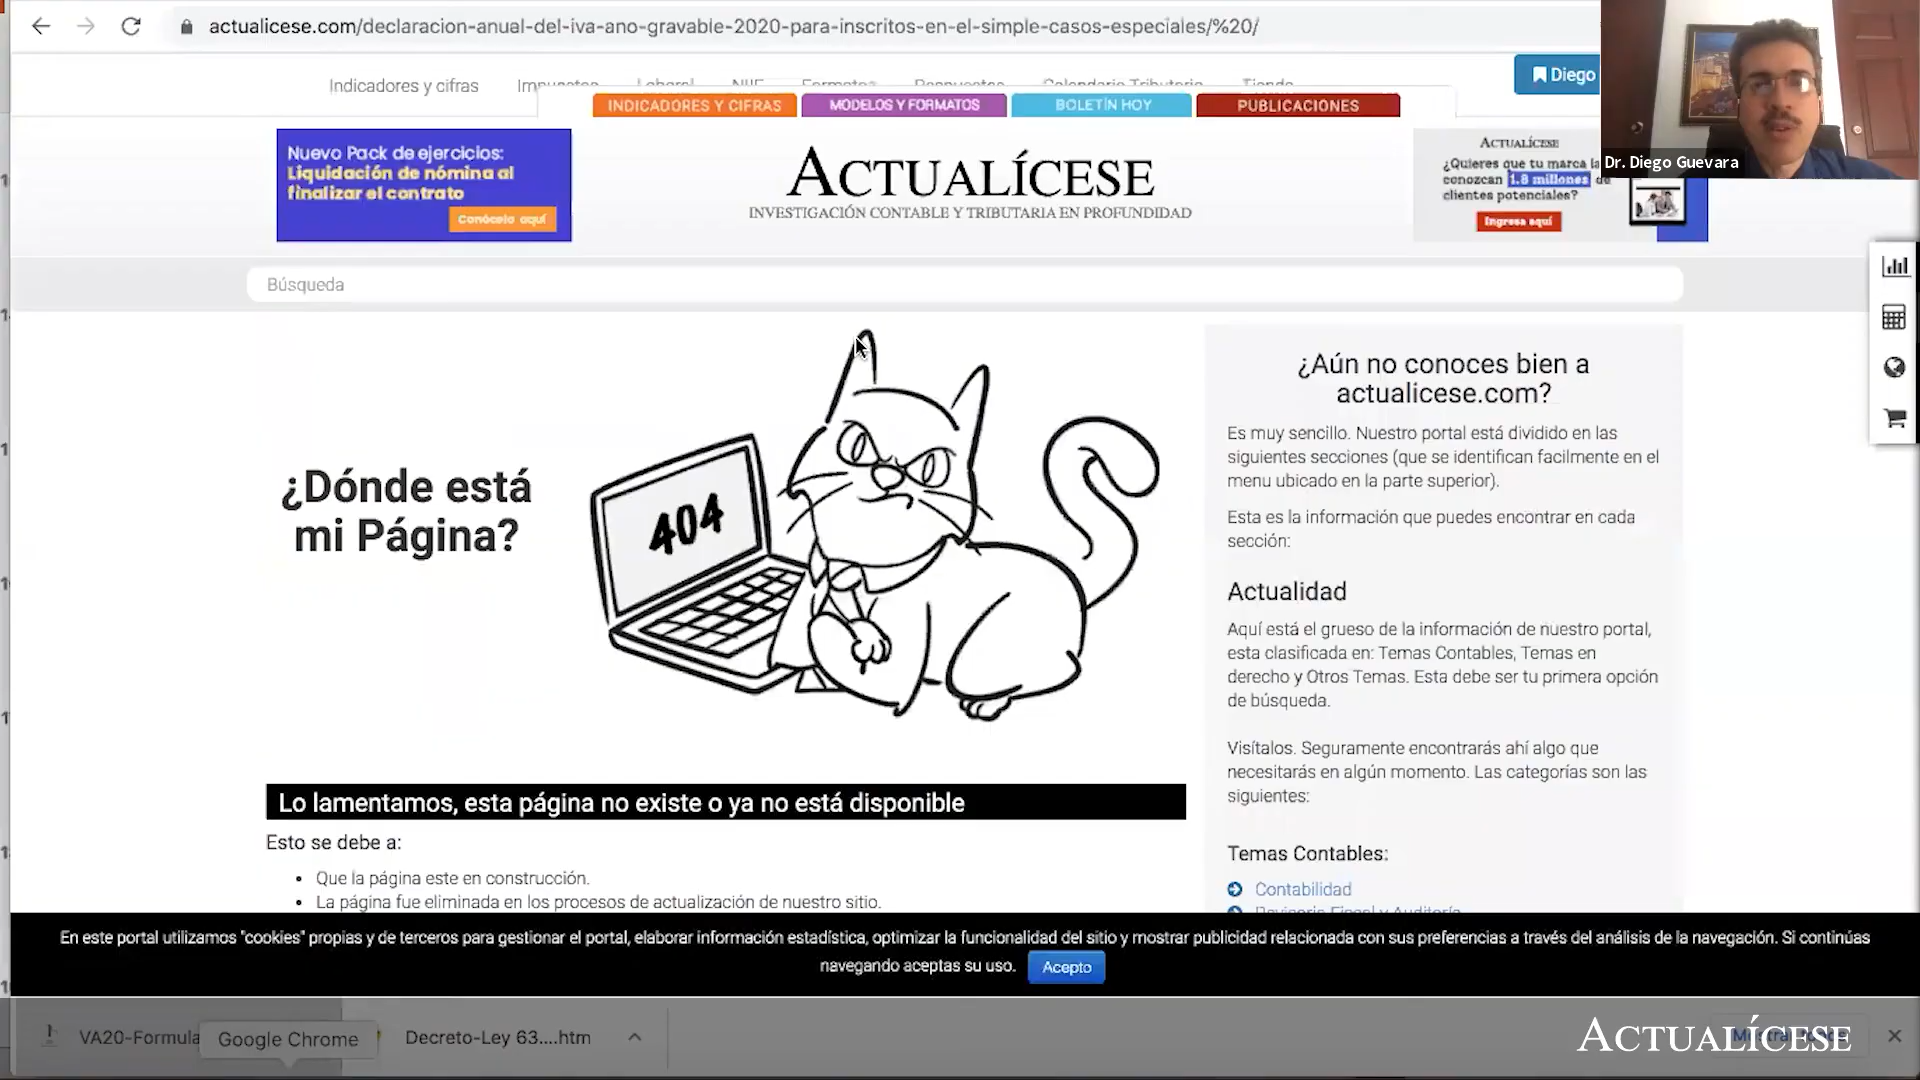 actualicese.com/declaracion-anual-del-iva-ano-gravable-2020-para-inscritos-en-el-simple-casos-especiales/%20/
Indicadores y cifras Impuestos Laboral NIIF Formatos Respuestas Calendario Tributario Tienda
Diego
INDICADORES Y CIFRAS MODELOS Y FORMATOS BOLETÍN HOY PUBLICACIONES
Dr. Diego Guevara
Nuevo Pack de ejercicios:
Liquidación de nómina al
finalizar el contrato
Conócelo aquí
ACTUALÍCESE
INVESTIGACIÓN CONTABLE Y TRIBUTARIA EN PROFUNDIDAD
ACTUALÍCESE
¿Quieres que tu marca la
conozcan 1.8 millones de
clientes potenciales?
Ingresa aquí
Búsqueda
¿Dónde está
mi Página?
404
Lo lamentamos, esta página no existe o ya no está disponible
Esto se debe a:
• Que la página este en construcción.
• La página fue eliminada en los procesos de actualización de nuestro sitio.
¿Aún no conoces bien a
actualicese.com?
Es muy sencillo. Nuestro portal está dividido en las
siguientes secciones (que se identifican facilmente en el
menu ubicado en la parte superior).
Esta es la información que puedes encontrar en cada
sección:
Actualidad
Aquí está el grueso de la información de nuestro portal,
esta clasificada en: Temas Contables, Temas en
derecho y Otros Temas. Esta debe ser tu primera opción
de búsqueda.
Visítalos. Seguramente encontrarás ahí algo que
necesitarás en algún momento. Las categorías son las
siguientes:
Temas Contables:
Contabilidad
Revisoría Fiscal y Auditoría
En este portal utilizamos "cookies" propias y de terceros para gestionar el portal, elaborar información estadística, optimizar la funcionalidad del sitio y mostrar publicidad relacionada con sus preferencias a través del análisis de la navegación. Si continúas
navegando aceptas su uso. Acepto
VA20-Formula
Google Chrome
Decreto-Ley 63....htm
ACTUALÍCESE